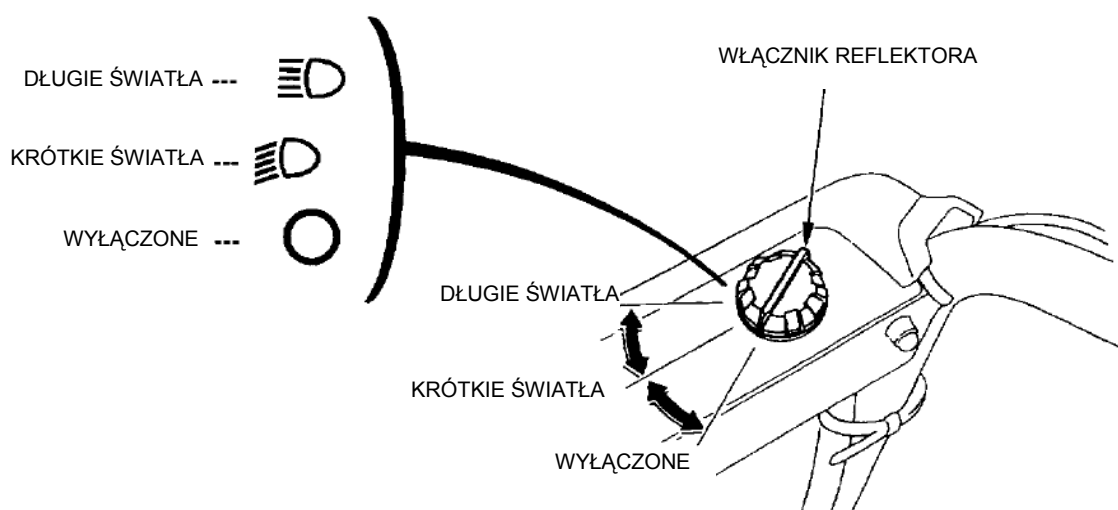 DŁUGIE ŚWIATŁA ---
KRÓTKIE ŚWIATŁA ---
WYŁĄCZONE ---
WŁĄCZNIK REFLEKTORA
DŁUGIE ŚWIATŁA
KRÓTKIE ŚWIATŁA
WYŁĄCZONE